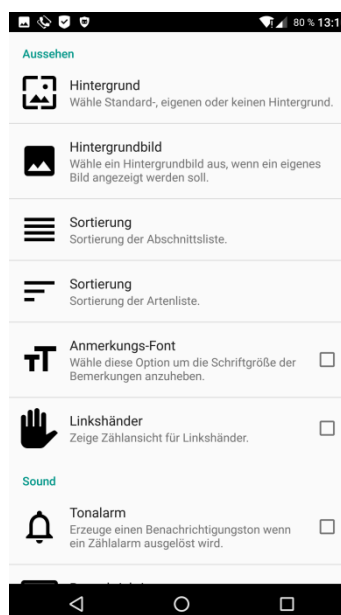 80 % 13:1
Aussehen
Hintergrund
Wähle Standard-, eigenen oder keinen Hintergrund.
Hintergrundbild
Wähle ein Hintergrundbild aus, wenn ein eigenes
Bild angezeigt werden soll.
Sortierung
Sortierung der Abschnittsliste.
Sortierung
Sortierung der Artenliste.
Anmerkungs-Font
Wähle diese Option um die Schriftgröße der
Bemerkungen anzuheben.
Linkshänder
Zeige Zählansicht für Linkshänder.
Sound
Tonalarm
Erzeuge einen Benachrichtigungston wenn
ein Zählalarm ausgelöst wird.